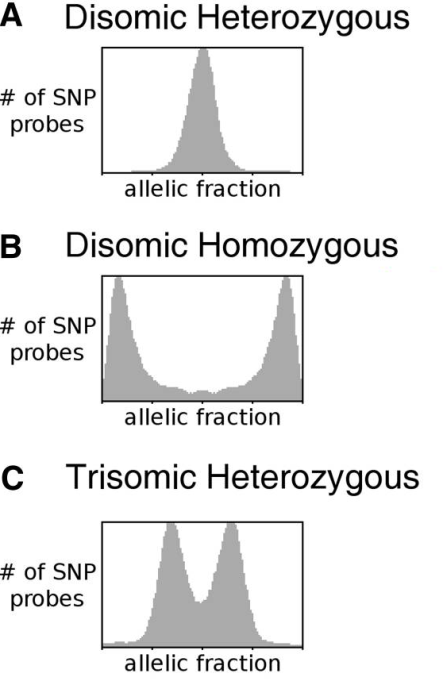 A Disomic Heterozygous
# of SNP
probes
allelic fraction
B Disomic Homozygous
# of SNP
probes
allelic fraction
C Trisomic Heterozygous
# of SNP
probes
allelic fraction